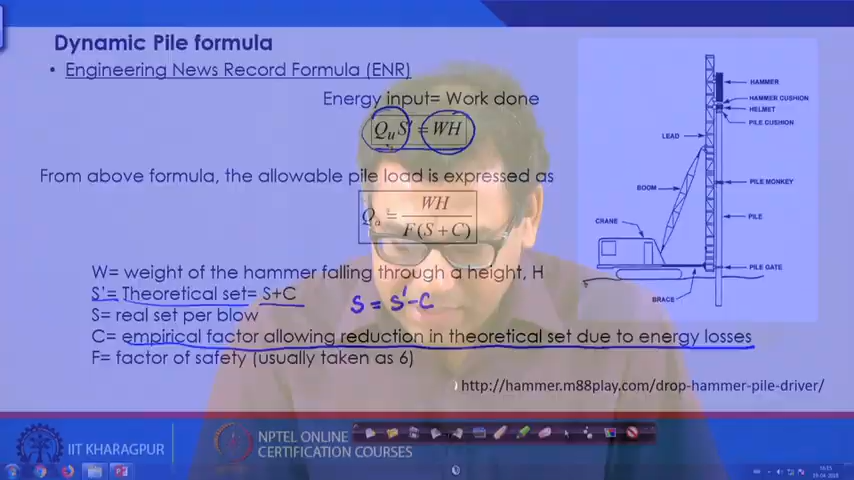 Dynamic Pile formula
• Engineering News Record Formula (ENR)
Energy input= Work done
Q_u S' = WH
From above formula, the allowable pile load is expressed as
Q_a = WH / F(S+C)
W= weight of the hammer falling through a height, H
S'= Theoretical set= S+C
S = S'-C
S= real set per blow
C= empirical factor allowing reduction in theoretical set due to energy losses
F= factor of safety (usually taken as 6)
http://hammer.m88play.com/drop-hammer-pile-driver/
HAMMER
HAMMER CUSHION
HELMET
PILE CUSHION
LEAD
PILE MONKEY
BOOM
PILE
CRANE
PILE GATE
BRACE
IIT KHARAGPUR
NPTEL ONLINE
CERTIFICATION COURSES